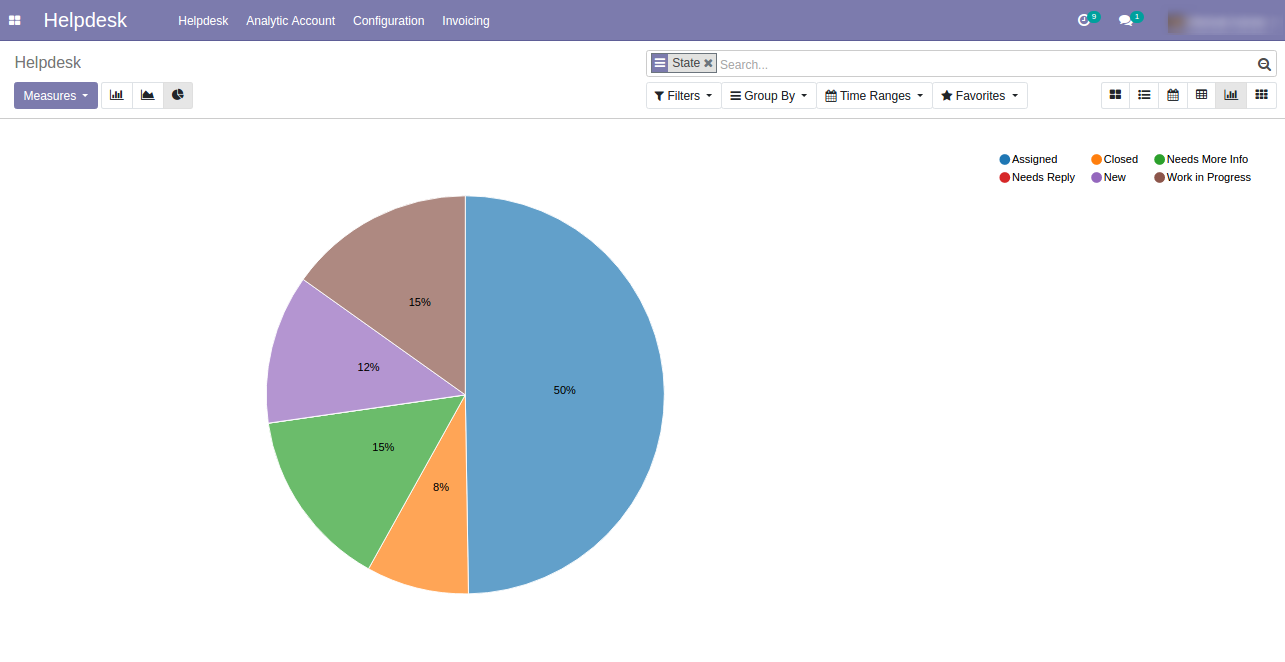 Helpdesk Helpdesk Analytic Account Configuration Invoicing 9 1
Helpdesk
State Search...
Measures Filters Group By Time Ranges Favorites
Assigned Closed Needs More Info
Needs Reply New Work in Progress
15%
12%
50%
15%
8%